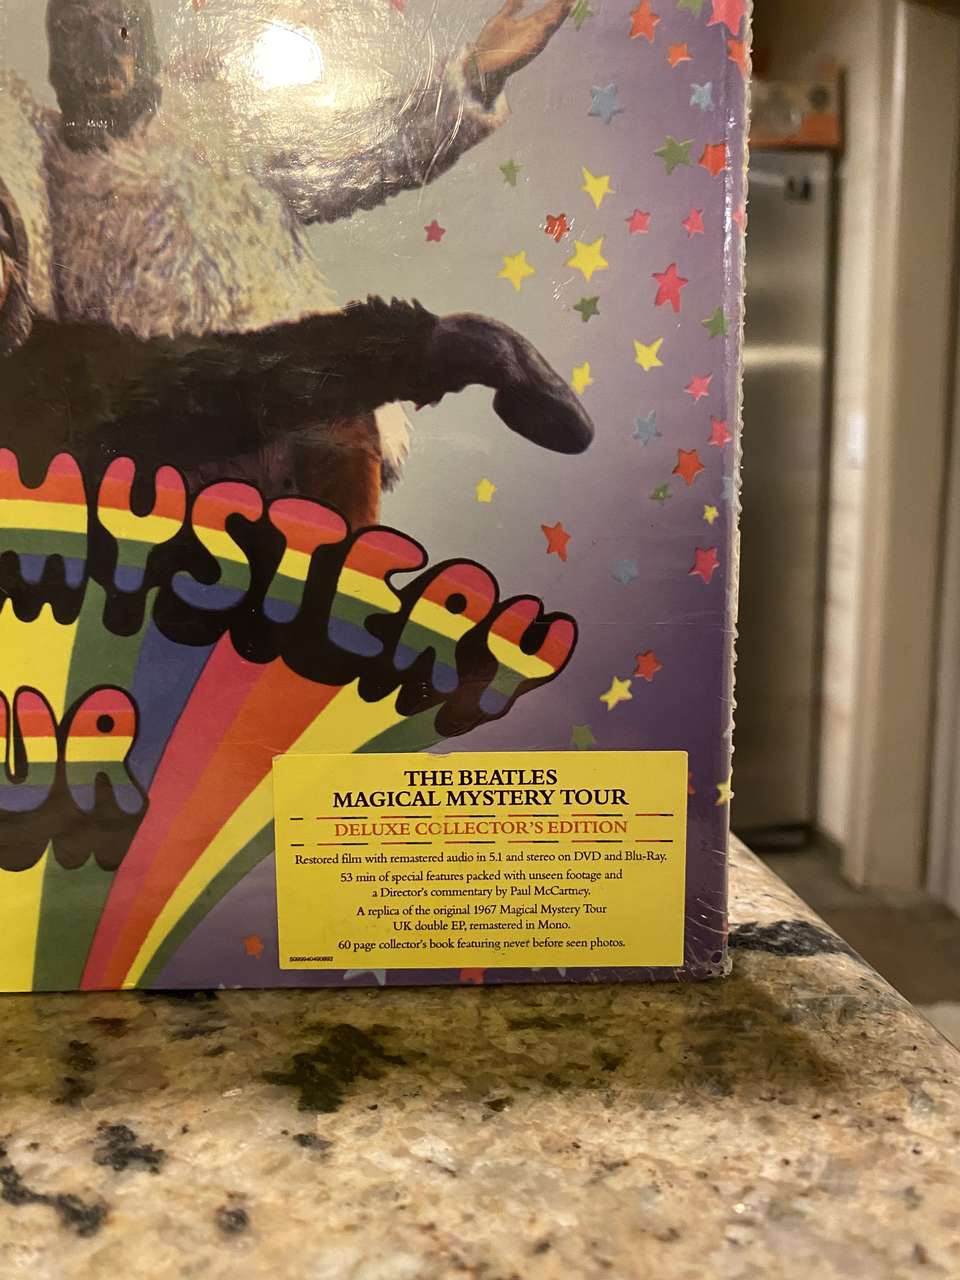 MYSTERY
UR
THE BEATLES
MAGICAL MYSTERY TOUR
DELUXE COLLECTOR'S EDITION
Restored film with remastered audio in 5.1 and stereo on DVD and Blu-Ray.
53 min of special features packed with unseen footage and
a Director's commentary by Paul McCartney.
A replica of the original 1967 Magical Mystery Tour
UK double EP, remastered in Mono.
60 page collector's book featuring never before seen photos.